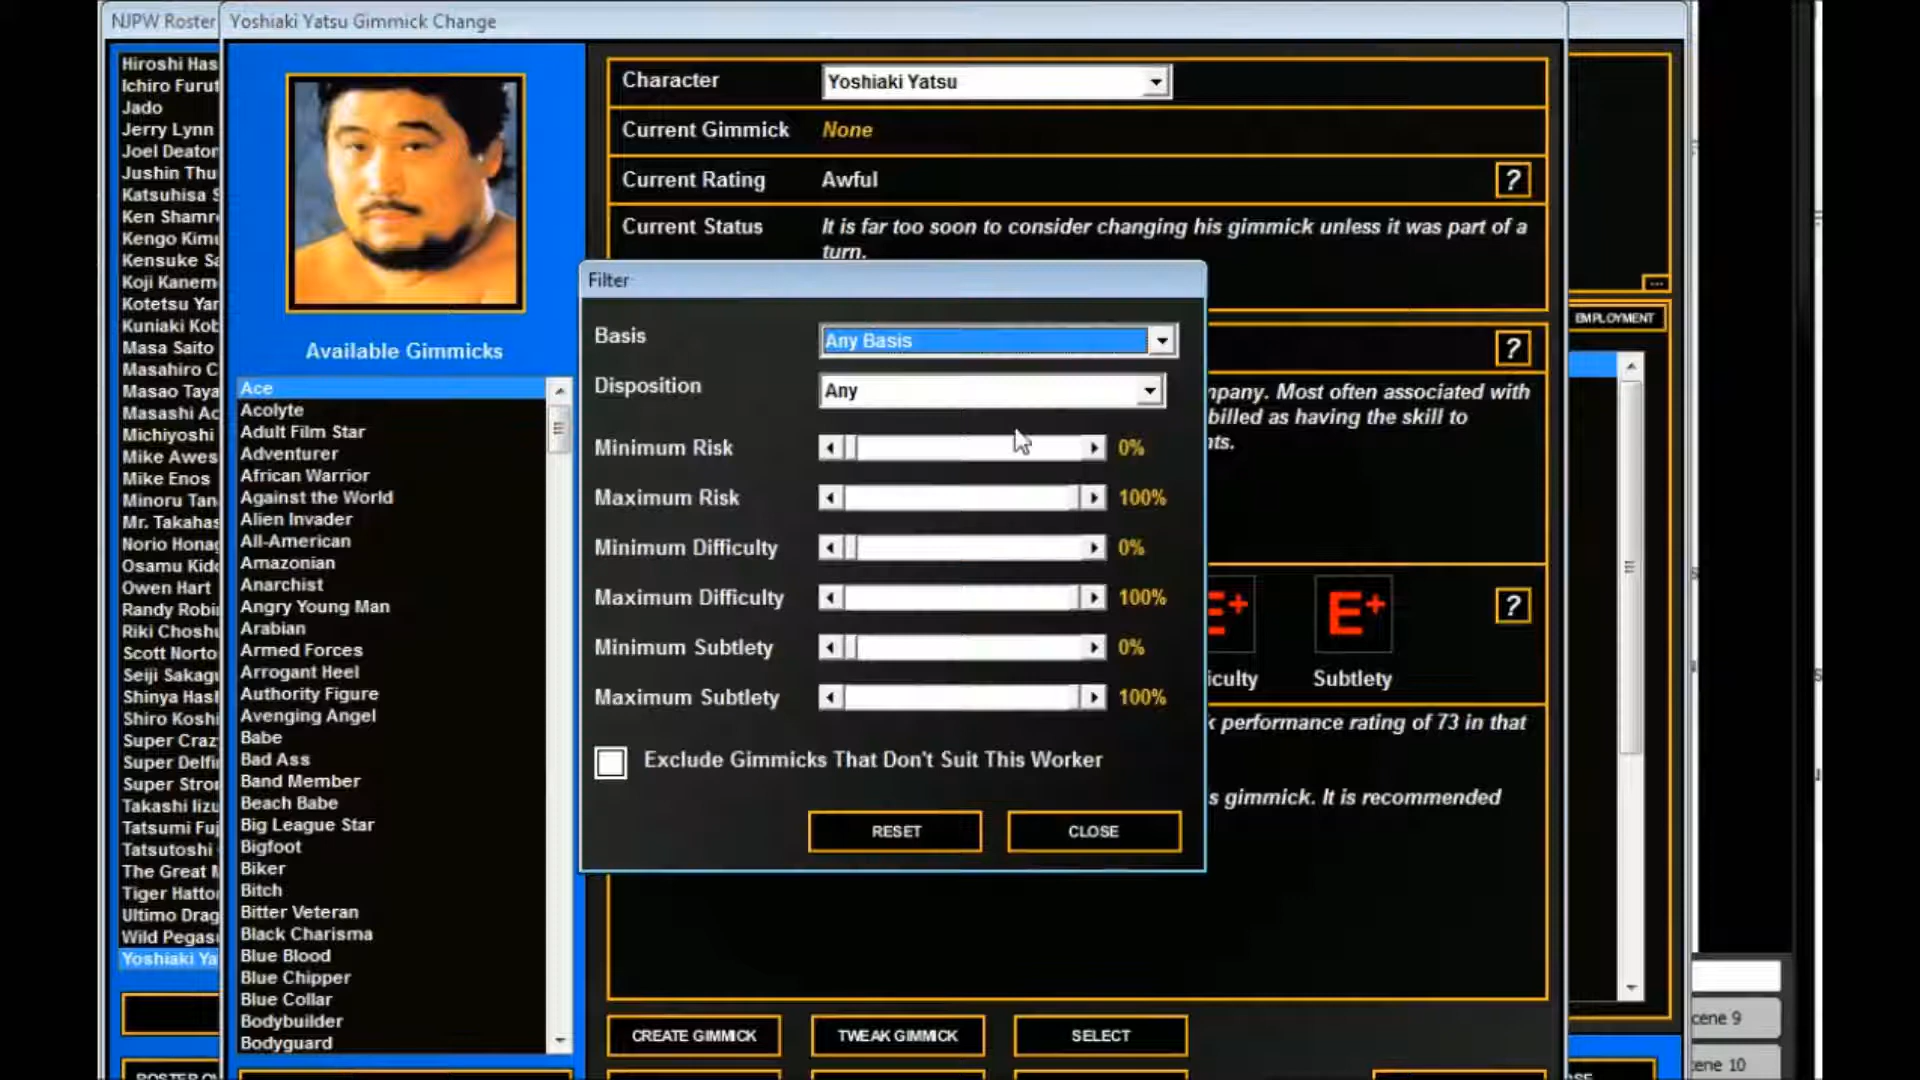 NJPW Roster
Yoshiaki Yatsu Gimmick Change
Hiroshi Has
Ichiro Furut
Jado
Jerry Lynn
Joel Deator
Jushin Thu
Katsuhisa S
Ken Shamr
Kengo Kim
Kensuke Sa
Koji Kanem
Kotetsu Yar
Kuniaki Kob
Masa Saito
Masahiro C
Masao Taya
Masashi Ac
Michiyoshi
Mike Awes
Mike Enos
Minoru Tan
Mr. Takahas
Norio Honag
Osamu Kido
Owen Hart
Randy Robi
Riki Choshu
Scott Norto
Seiji Sakagu
Shinya Hash
Shiro Koshi
Super Crazy
Super Delfi
Super Stron
Takashi Iizu
Tatsumi Fuj
Tatsutoshi
The Great M
Tiger Hattor
Ultimo Drag
Wild Pegas
Yoshiaki Ya
Available Gimmicks
Ace
Acolyte
Adult Film Star
Adventurer
African Warrior
Against the World
Alien Invader
All-American
Amazonian
Anarchist
Angry Young Man
Arabian
Armed Forces
Arrogant Heel
Authority Figure
Avenging Angel
Babe
Bad Ass
Band Member
Beach Babe
Big League Star
Bigfoot
Biker
Bitch
Bitter Veteran
Black Charisma
Blue Blood
Blue Chipper
Blue Collar
Bodybuilder
Bodyguard
Character Yoshiaki Yatsu
Current Gimmick None
Current Rating Awful ?
Current Status It is far too soon to consider changing his gimmick unless it was part of a
turn.
...
EMPLOYMENT
?
Filter
Basis Any Basis
Disposition Any
Minimum Risk 0%
Maximum Risk 100%
Minimum Difficulty 0%
Maximum Difficulty 100%
Minimum Subtlety 0%
Maximum Subtlety 100%
Exclude Gimmicks That Don't Suit This Worker
RESET CLOSE
mpany. Most often associated with
billed as having the skill to
nts.
E+ E+ ?
iculty Subtlety
k performance rating of 73 in that
s gimmick. It is recommended
CREATE GIMMICK TWEAK GIMMICK SELECT
cene 9
cene 10